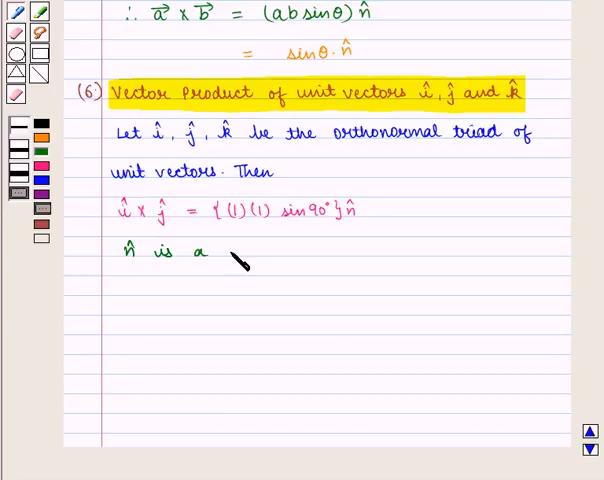 ∴ a⃗ × b⃗ = (ab sinθ) n̂
= sinθ. n̂
(6.) Vector Product of unit vectors î, ĵ and k̂
Let î, ĵ, k̂ be the orthonormal triad of
unit vectors. Then
î × ĵ = {(1)(1) sin 90°} n̂
n̂ is a